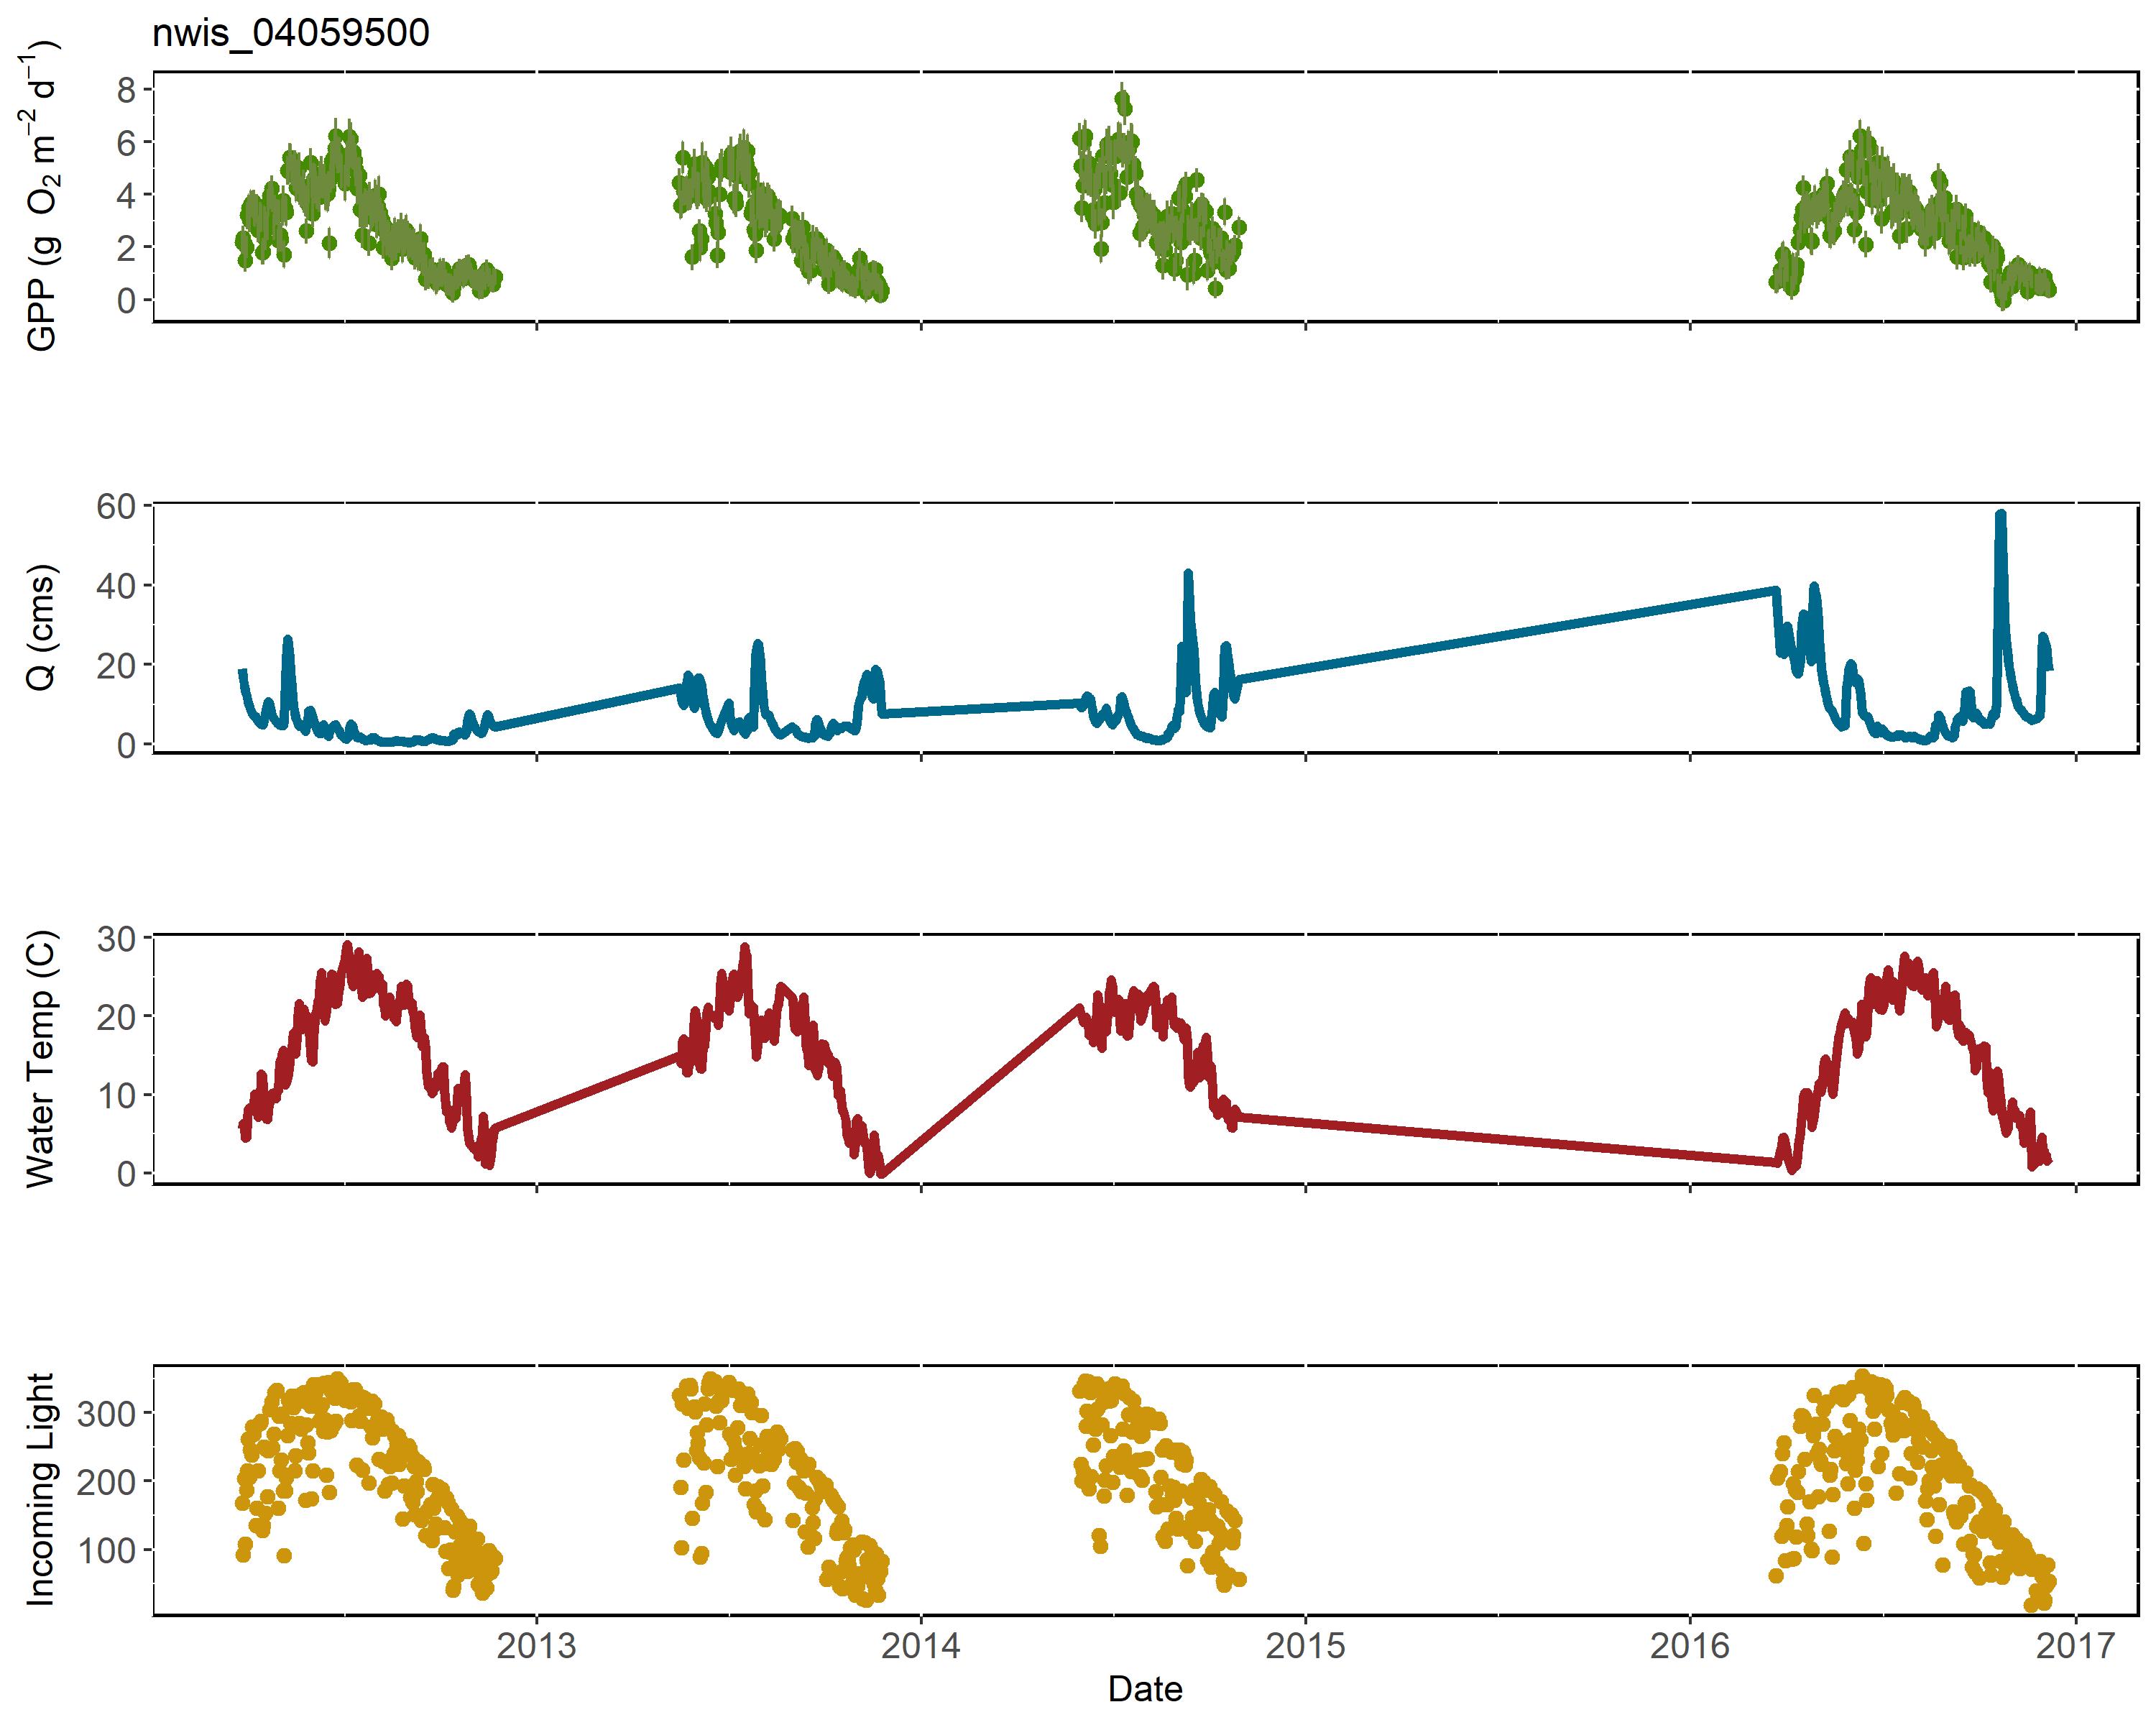 nwis_04059500
GPP (g O₂ m⁻² d⁻¹)
8
6
4
2
0
Q (cms)
60
40
20
0
Water Temp (C)
30
20
10
0
Incoming Light
300
200
100
2013 2014 2015 2016 2017
Date